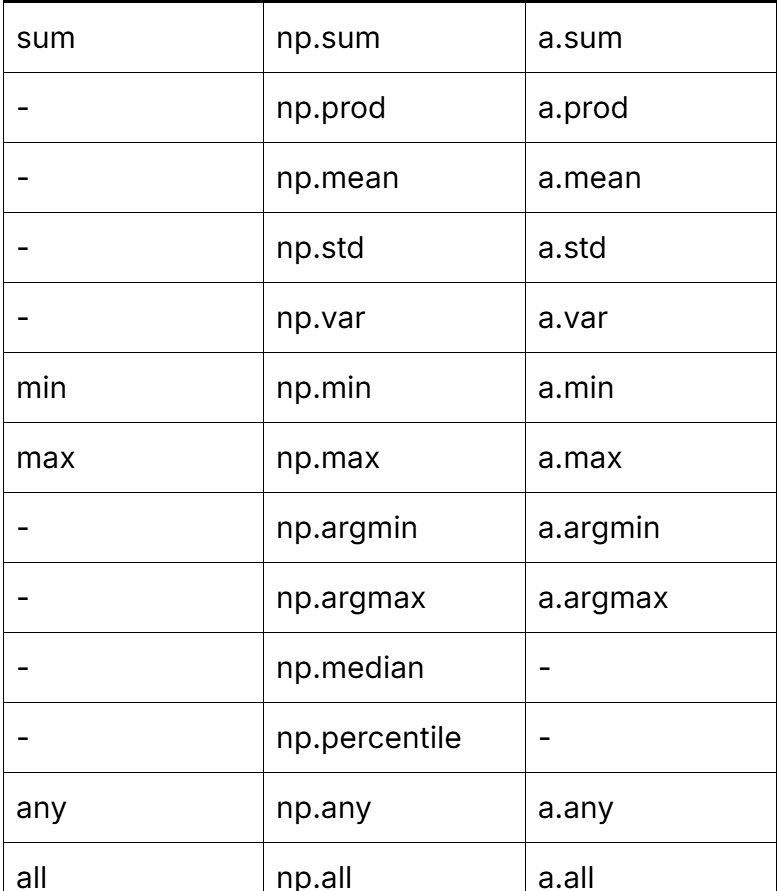 sum np.sum a.sum
- np.prod a.prod
- np.mean a.mean
- np.std a.std
- np.var a.var
min np.min a.min
max np.max a.max
- np.argmin a.argmin
- np.argmax a.argmax
- np.median -
- np.percentile -
any np.any a.any
all np.all a.all